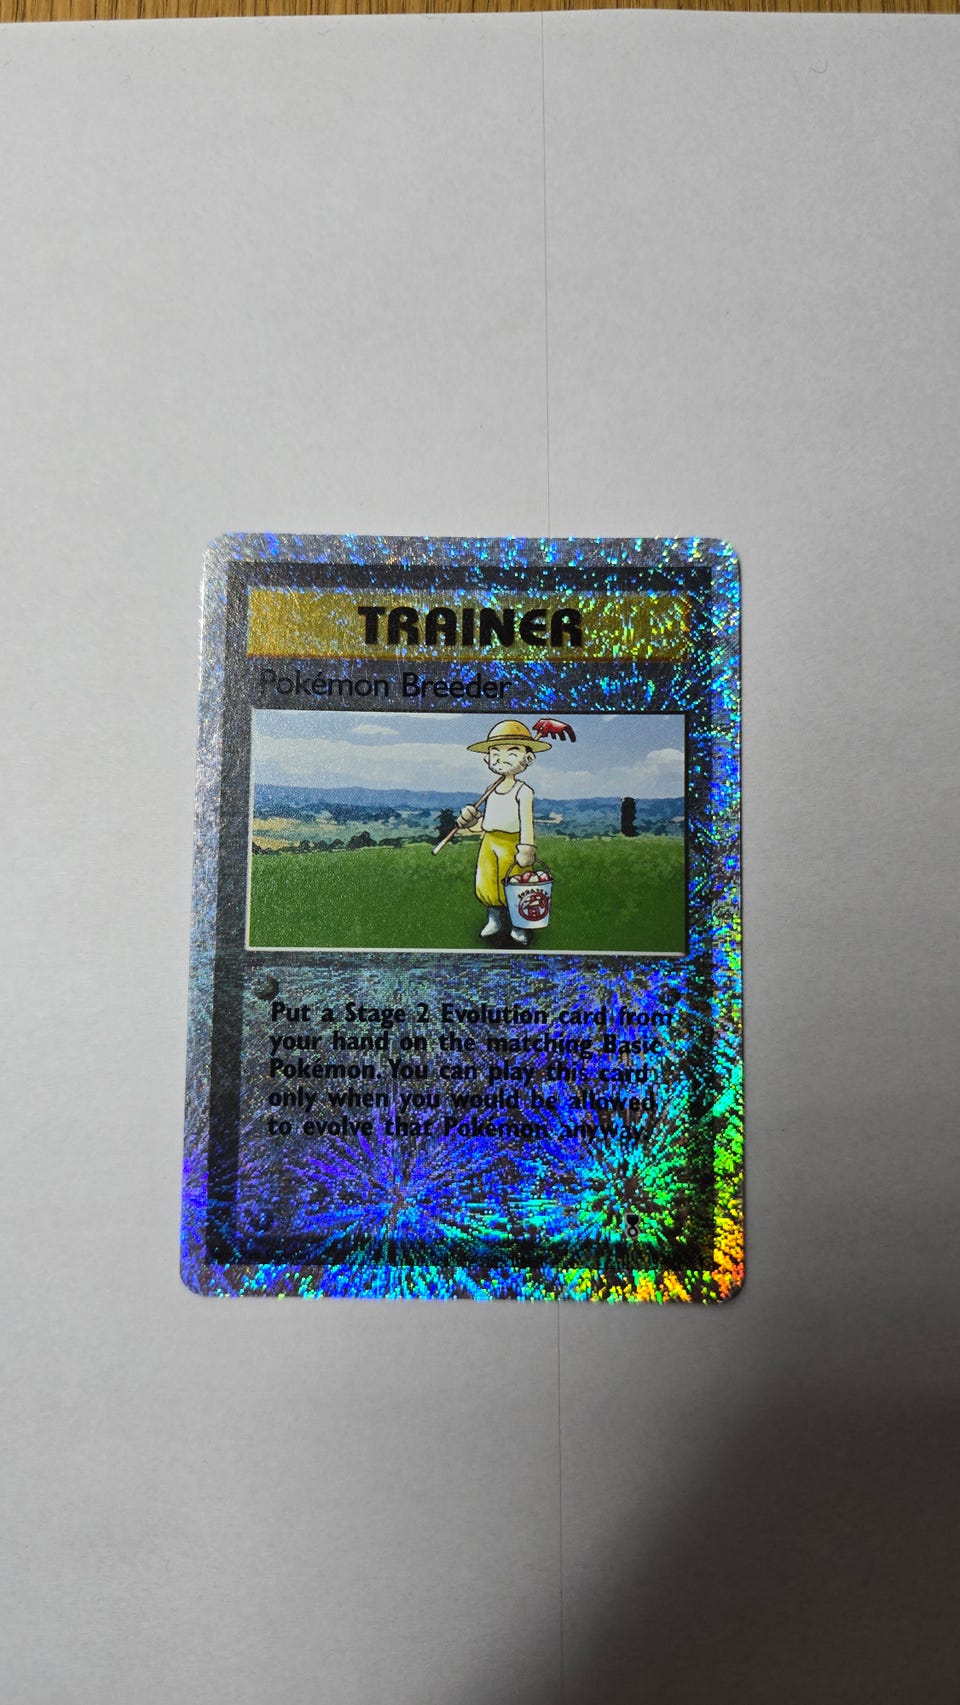 TRAINER
Pokémon Breeder
Put a Stage 2 Evolution card from
your hand on the matching Basic
Pokémon. You can play this card
only when you would be allowed
to evolve that Pokémon anyway.